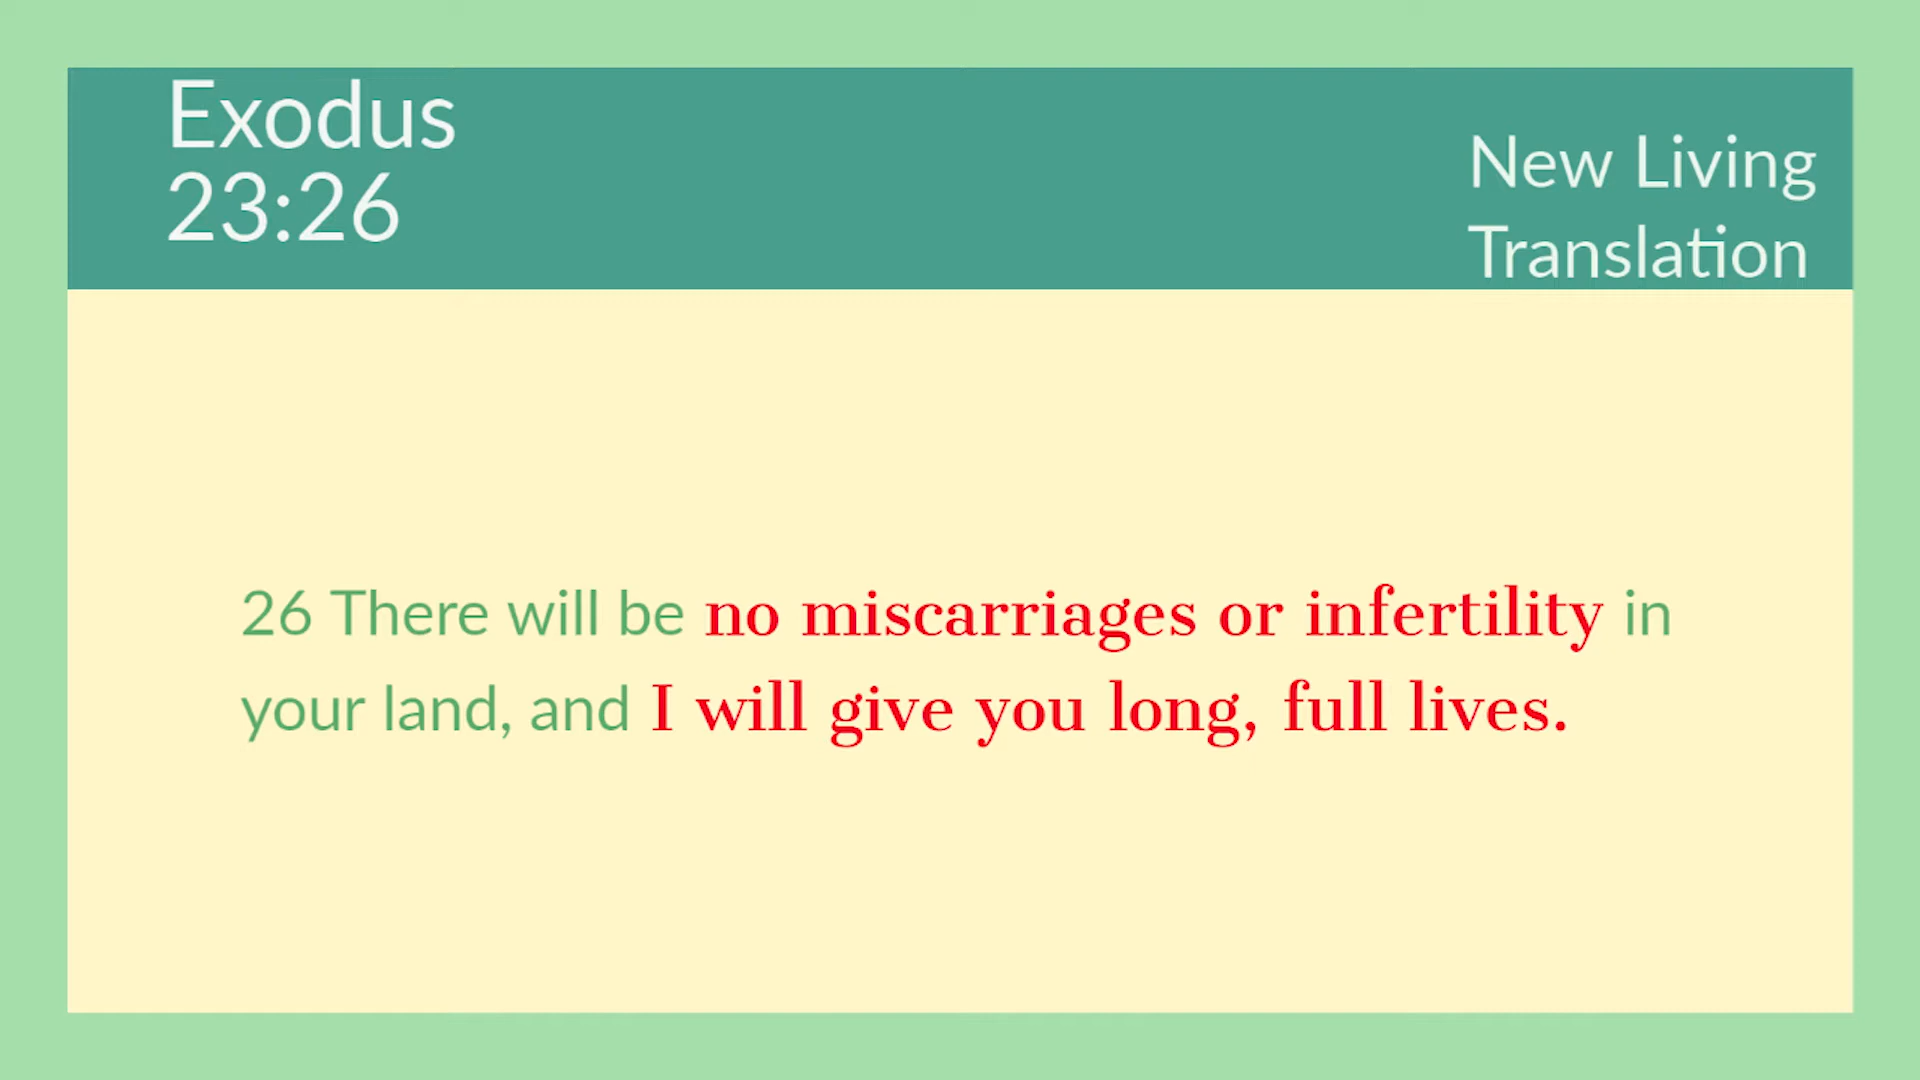 Exodus
23:26
New Living
Translation
26 There will be no miscarriages or infertility in
your land, and I will give you long, full lives.